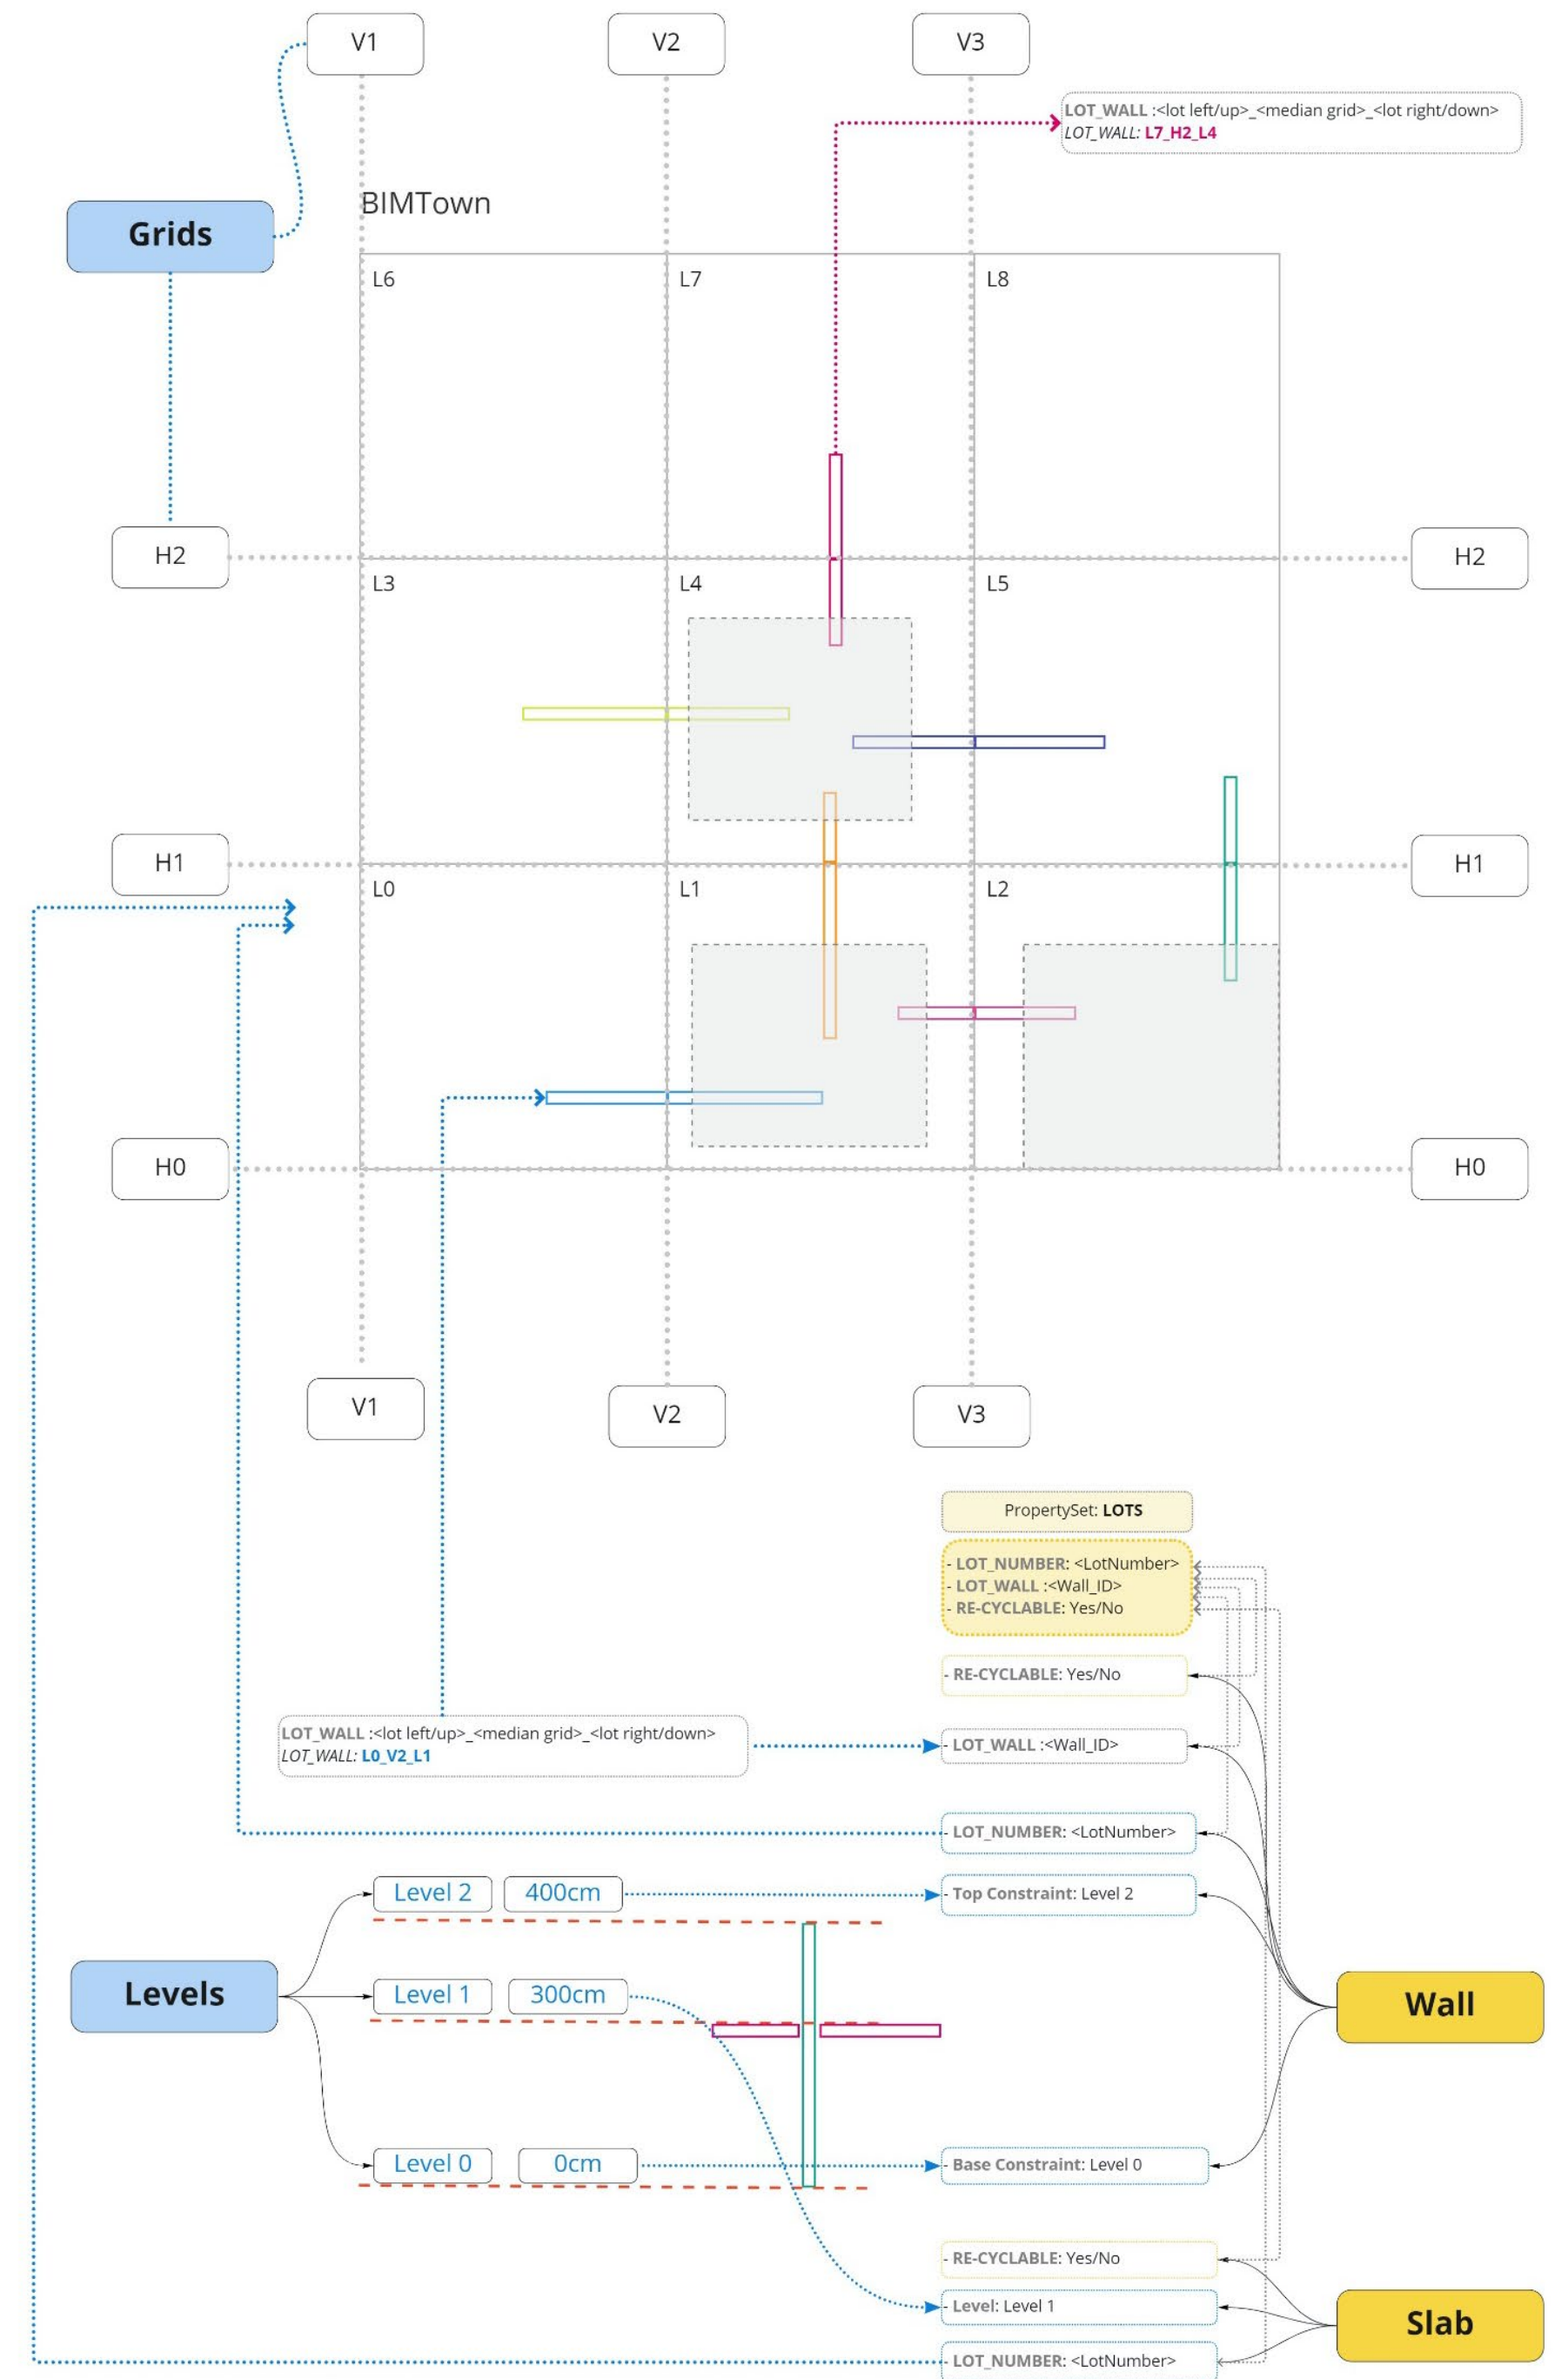 V1
V2
V3
LOT_WALL :<lot left/up>_<median grid>_<lot right/down>
LOT_WALL: L7_H2_L4
BIMTown
Grids
L6
L7
L8
H2
H2
L3
L4
L5
H1
H1
L0
L1
L2
H0
H0
V1
V2
V3
PropertySet: LOTS
- LOT_NUMBER: <LotNumber>
- LOT_WALL :<Wall_ID>
- RE-CYCLABLE: Yes/No
- RE-CYCLABLE: Yes/No
LOT_WALL :<lot left/up>_<median grid>_<lot right/down>
LOT_WALL: L0_V2_L1
- LOT_WALL :<Wall_ID>
- LOT_NUMBER: <LotNumber>
Level 2
400cm
- Top Constraint: Level 2
Levels
Level 1
300cm
Wall
Level 0
0cm
- Base Constraint: Level 0
- RE-CYCLABLE: Yes/No
- Level: Level 1
Slab
- LOT_NUMBER: <LotNumber>